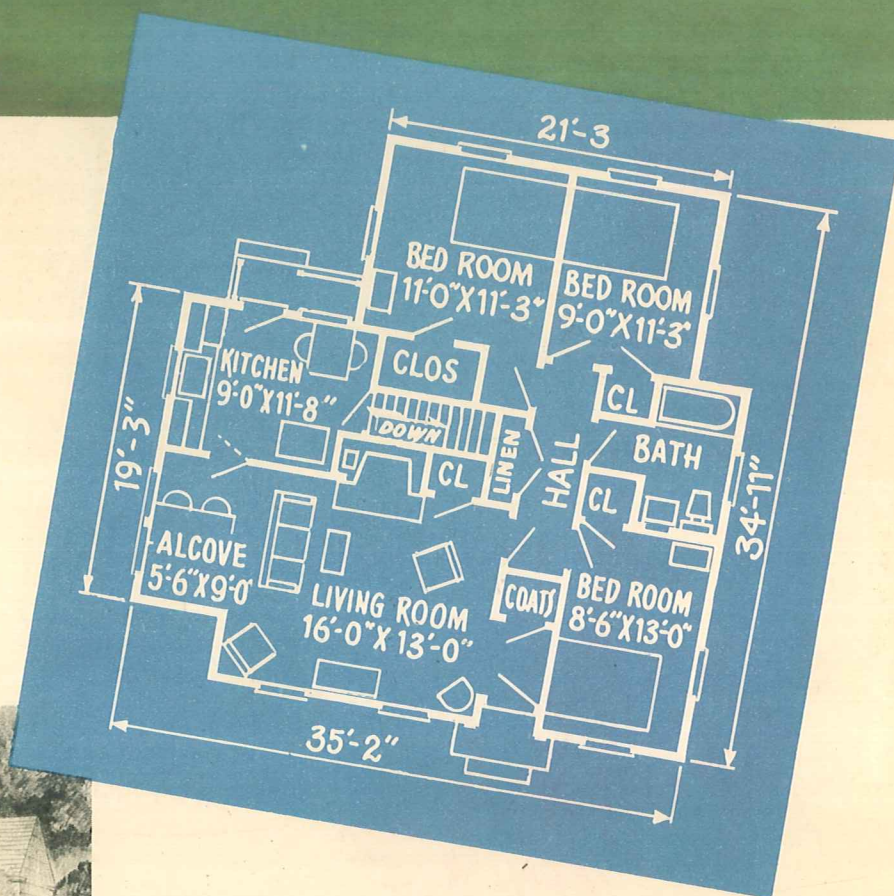 21'-3
BED ROOM
11'-0"X11'-3"
BED ROOM
9'-0"X11'-3"
KITCHEN
9'-0"X11'-8"
CLOS
CL
DOWN
LINEN
HALL
BATH
CL
CL
19'-3"
34'-11"
ALCOVE
5'-6"X9'-0"
LIVING ROOM
16'-0"X13'-0"
COATS
BED ROOM
8'-6"X13'-0"
35'-2"